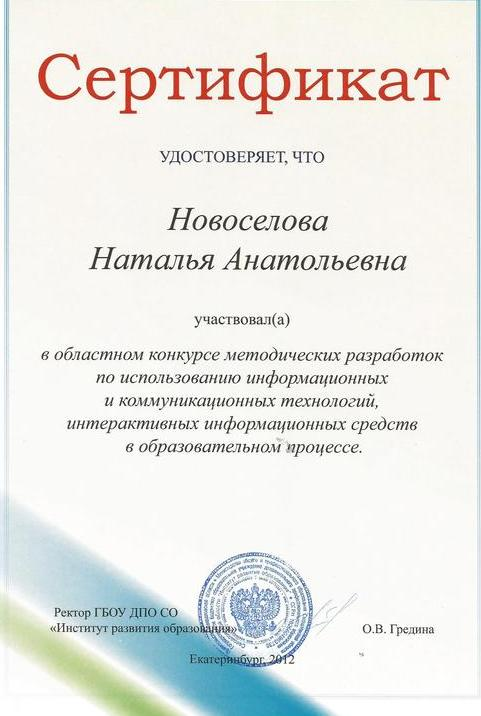 Сертификат
УДОСТОВЕРЯЕТ, ЧТО
Новоселова
Наталья Анатольевна
участвовал(а)
в областном конкурсе методических разработок
по использованию информационных
и коммуникационных технологий,
интерактивных информационных средств
в образовательном процессе.
Ректор ГБОУ ДПО СО
«Институт развития образования»
О.В. Гредина
Екатеринбург, 2012